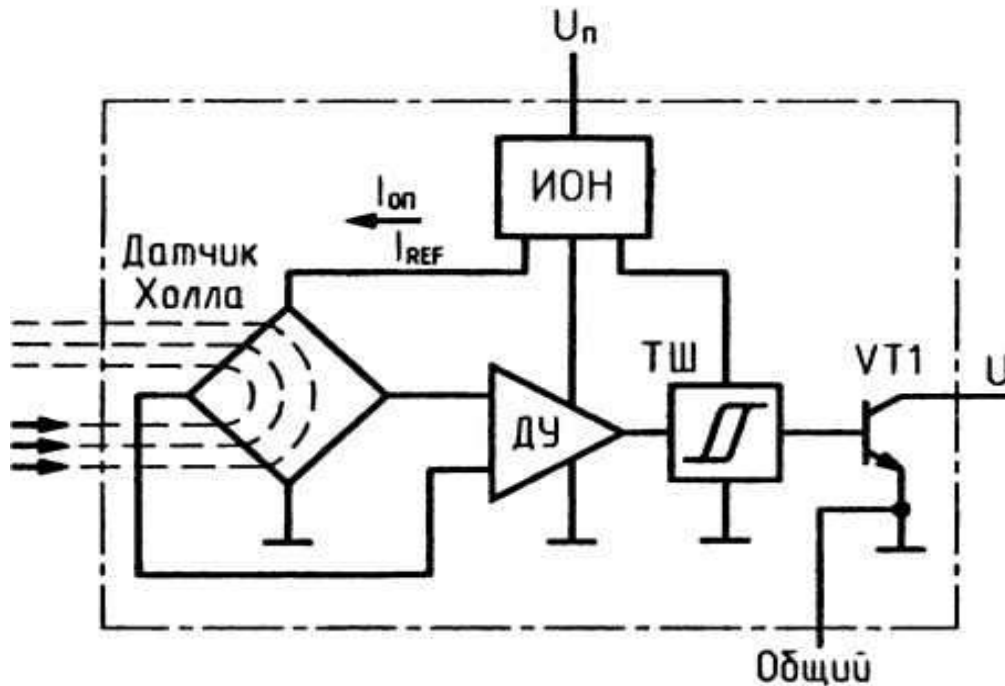 Uп
ИОН
Iоп
IREF
Датчик
Холла
ТШ
VT1
U
ДУ
Общий